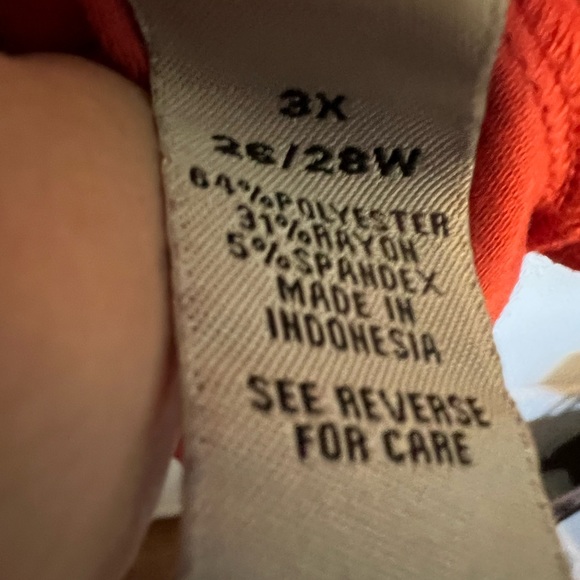 3X
26/28W
64%POLYESTER
31%RAYON
5%SPANDEX
MADE IN
INDONESIA
SEE REVERSE
FOR CARE